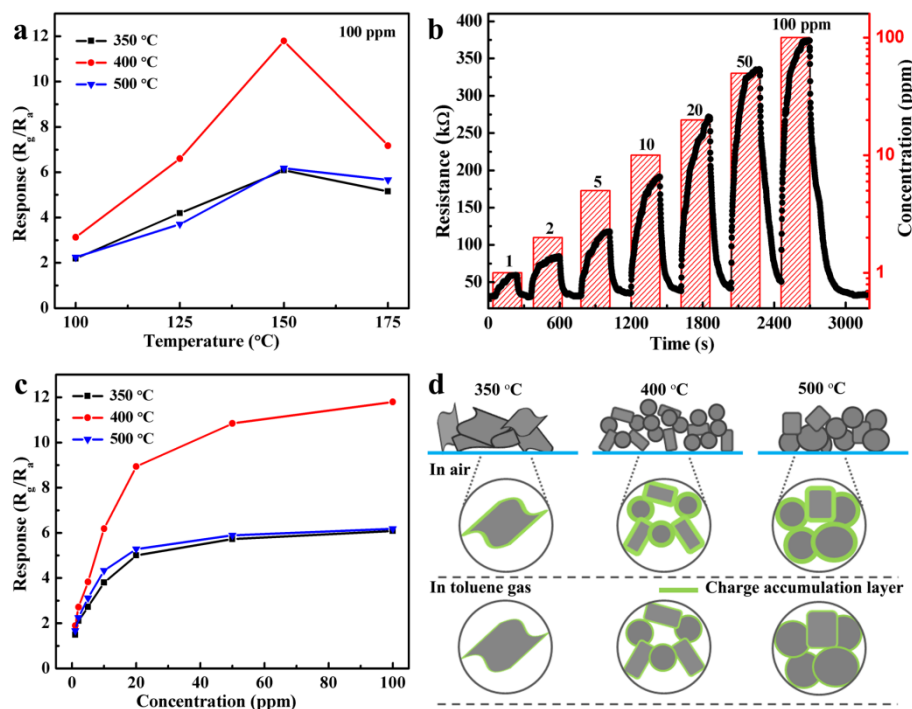 a
100 ppm
350 °C
400 °C
500 °C
Response (Rg/Ra)
12
10
8
6
4
2
0
100 125 150 175
Temperature (°C)
b
100 ppm
50
20
10
5
2
1
Resistance (kΩ)
400
350
300
250
200
150
100
50
0 600 1200 1800 2400 3000
Time (s)
Concentration (ppm)
100
10
1
c
350 °C
400 °C
500 °C
Response (Rg/Ra)
12
10
8
6
4
2
0
0 20 40 60 80 100
Concentration (ppm)
d
350 °C 400 °C 500 °C
In air
In toluene gas
Charge accumulation layer